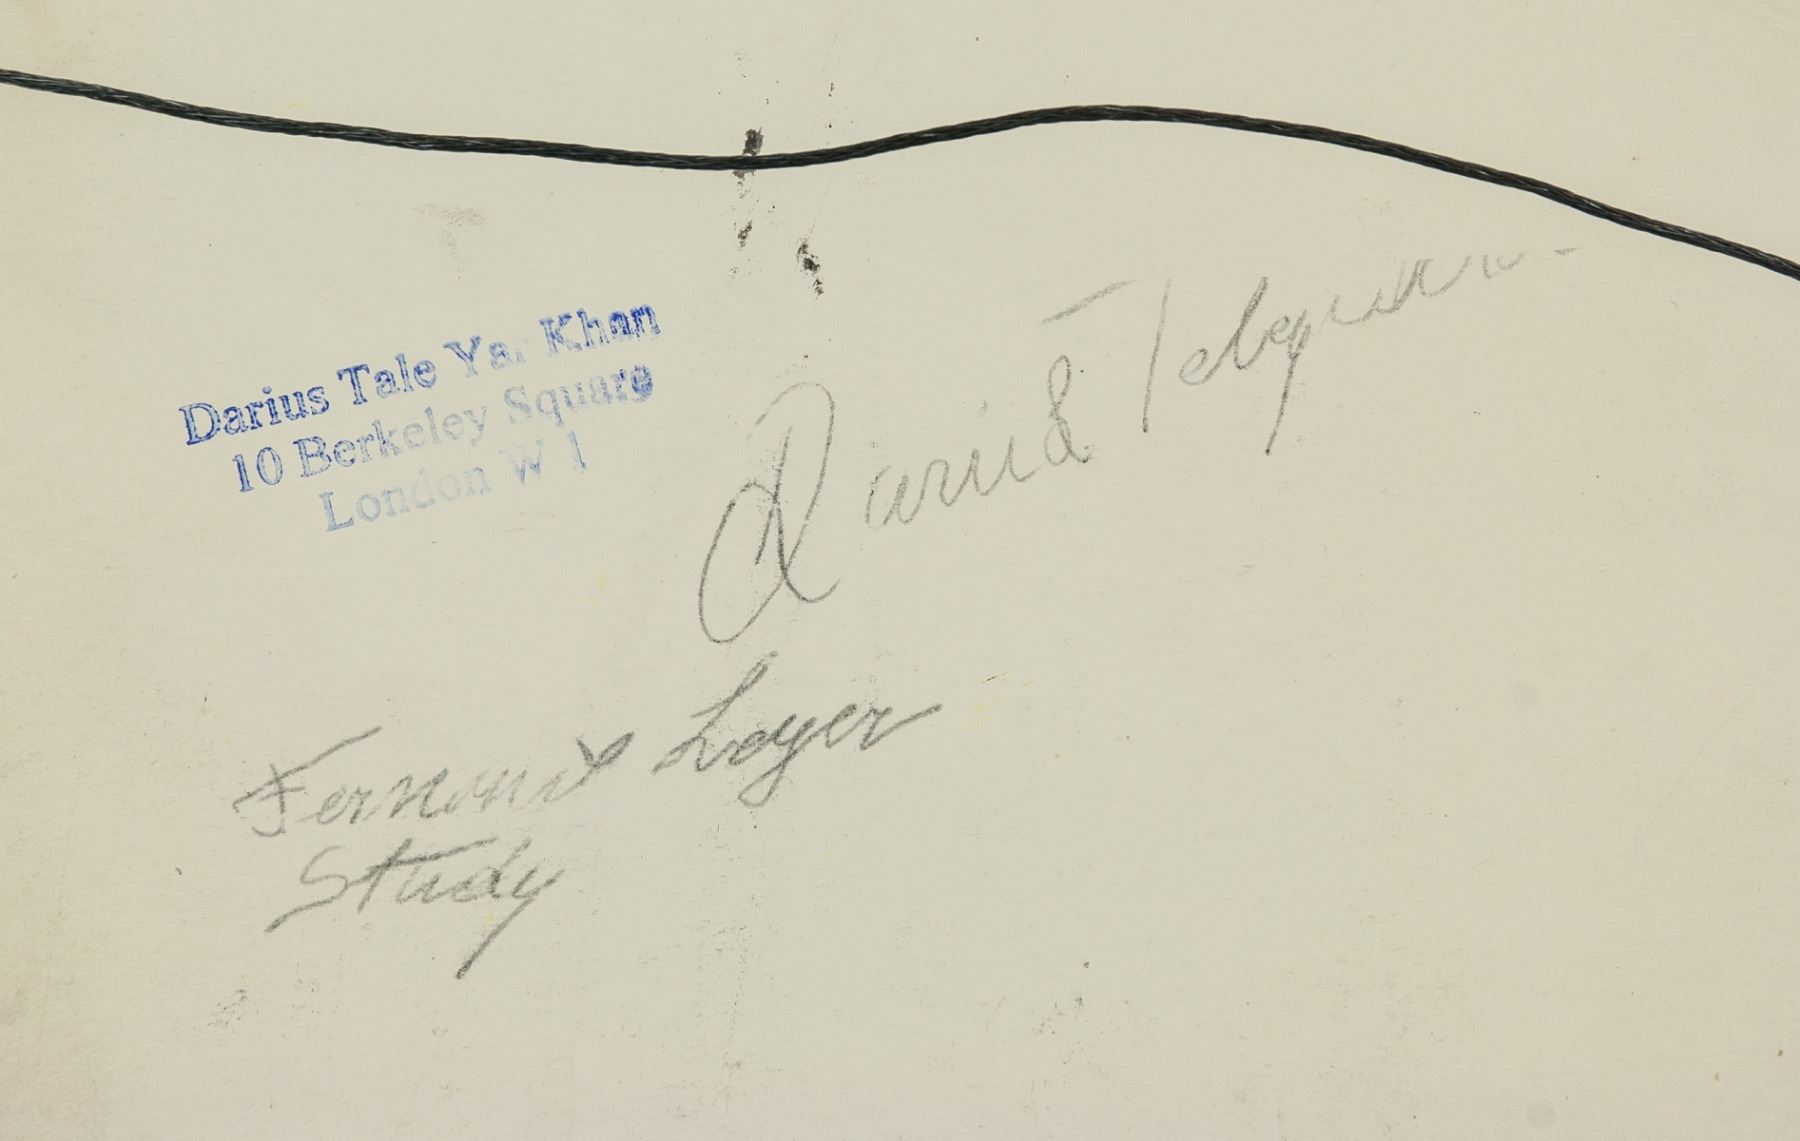 Darius Tale Yar Khan
10 Berkeley Square
London W 1
Darius
Fernand Leger
Study